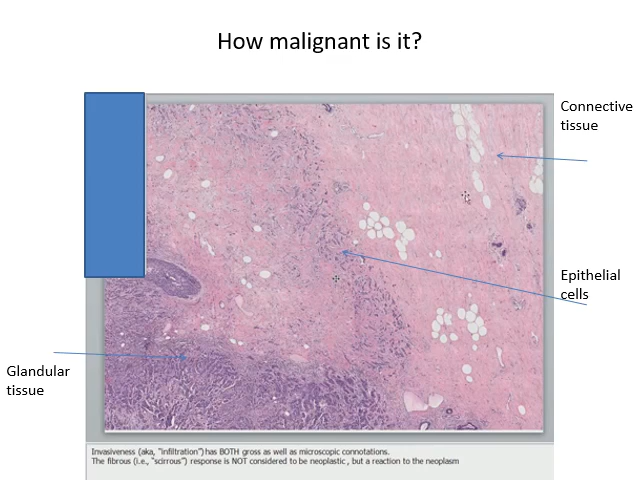 How malignant is it?
Connective
tissue
Epithelial
cells
Glandular
tissue
Invasiveness (aka, "infiltration") has BOTH gross as well as microscopic connotations.
The fibrous (i.e., "scirrous") response is NOT considered to be neoplastic , but a reaction to the neoplasm